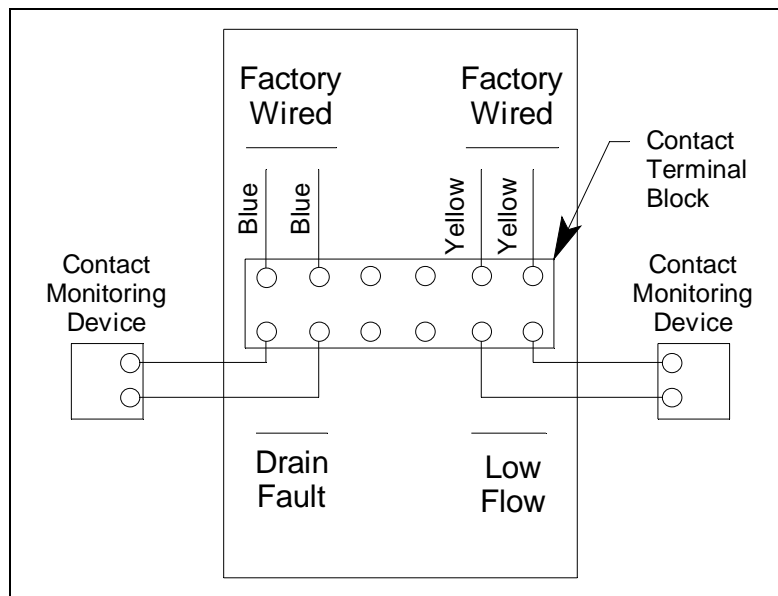 Factory
Wired
Factory
Wired
Contact
Terminal
Block
Blue
Blue
Yellow
Yellow
Contact
Monitoring
Device
Contact
Monitoring
Device
Drain
Fault
Low
Flow